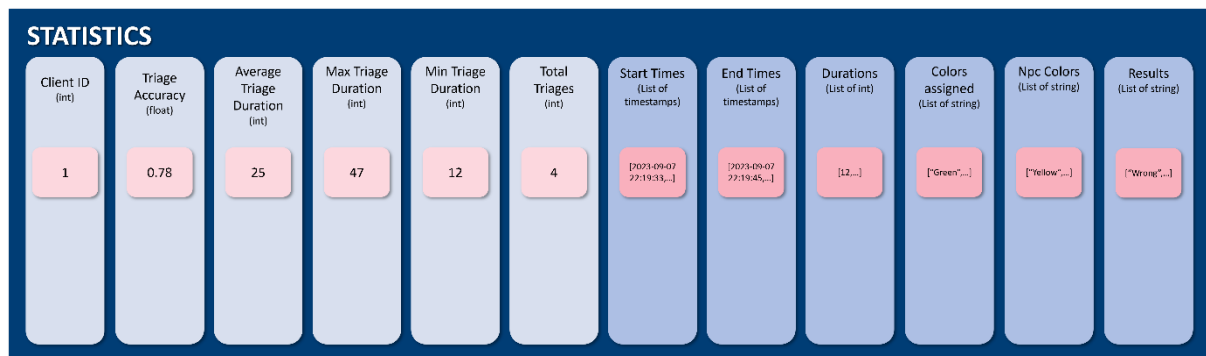 STATISTICS
Client ID
(int)
Triage
Accuracy
(float)
Average
Triage
Duration
(int)
Max Triage
Duration
(int)
Min Triage
Duration
(int)
Total
Triages
(int)
Start Times
(List of
timestamps)
End Times
(List of
timestamps)
Durations
(List of int)
Colors
assigned
(List of string)
Npc Colors
(List of string)
Results
(List of string)
1
0.78
25
47
12
4
[2023-09-07
22:19:33,...]
[2023-09-07
22:19:45,...]
[12,...]
["Green",...]
["Yellow",...]
["Wrong",...]